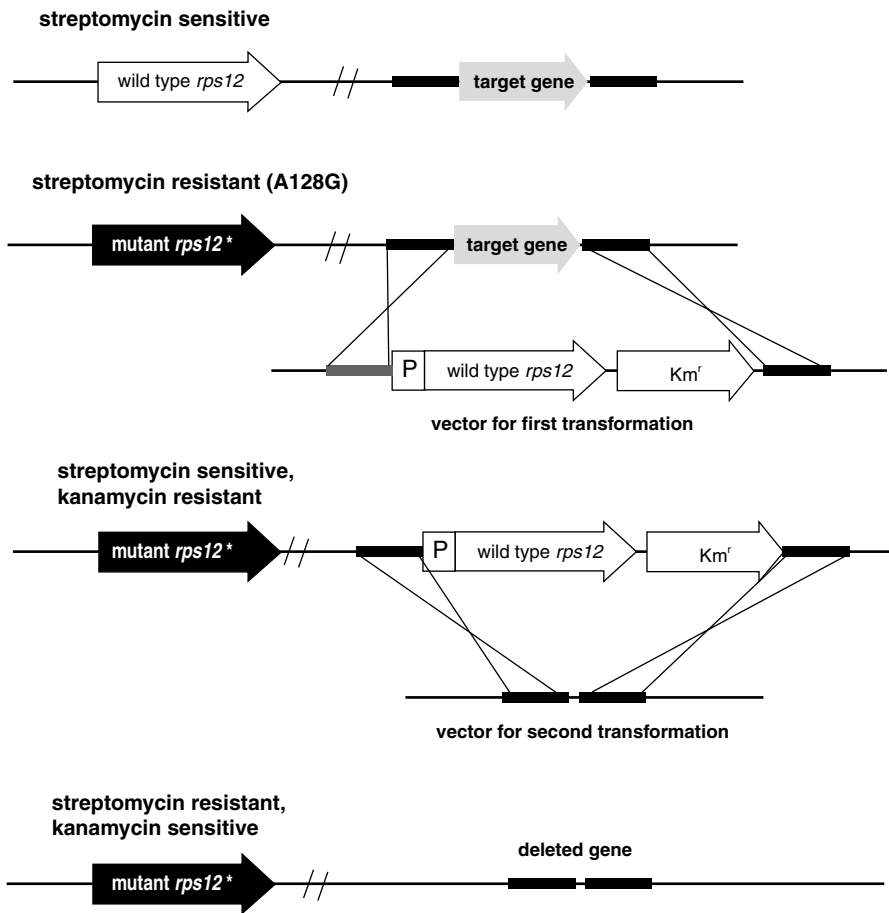 streptomycin sensitive
wild type rps12
target gene
streptomycin resistant (A128G)
mutant rps12 *
target gene
P
wild type rps12
Kmʳ
vector for first transformation
streptomycin sensitive,
kanamycin resistant
mutant rps12 *
P
wild type rps12
Kmʳ
vector for second transformation
streptomycin resistant,
kanamycin sensitive
deleted gene
mutant rps12 *